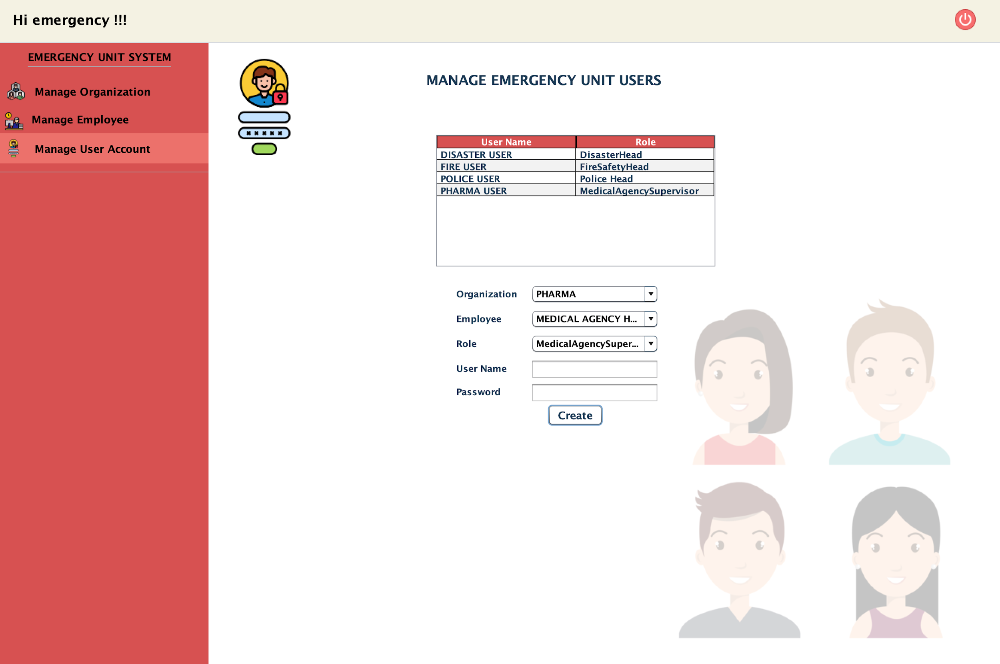 Hi emergency !!!
EMERGENCY UNIT SYSTEM
Manage Organization
Manage Employee
Manage User Account
MANAGE EMERGENCY UNIT USERS
User Name Role
DISASTER USER DisasterHead
FIRE USER FireSafetyHead
POLICE USER Police Head
PHARMA USER MedicalAgencySupervisor
Organization PHARMA
Employee MEDICAL AGENCY H...
Role MedicalAgencySuper...
User Name
Password
Create